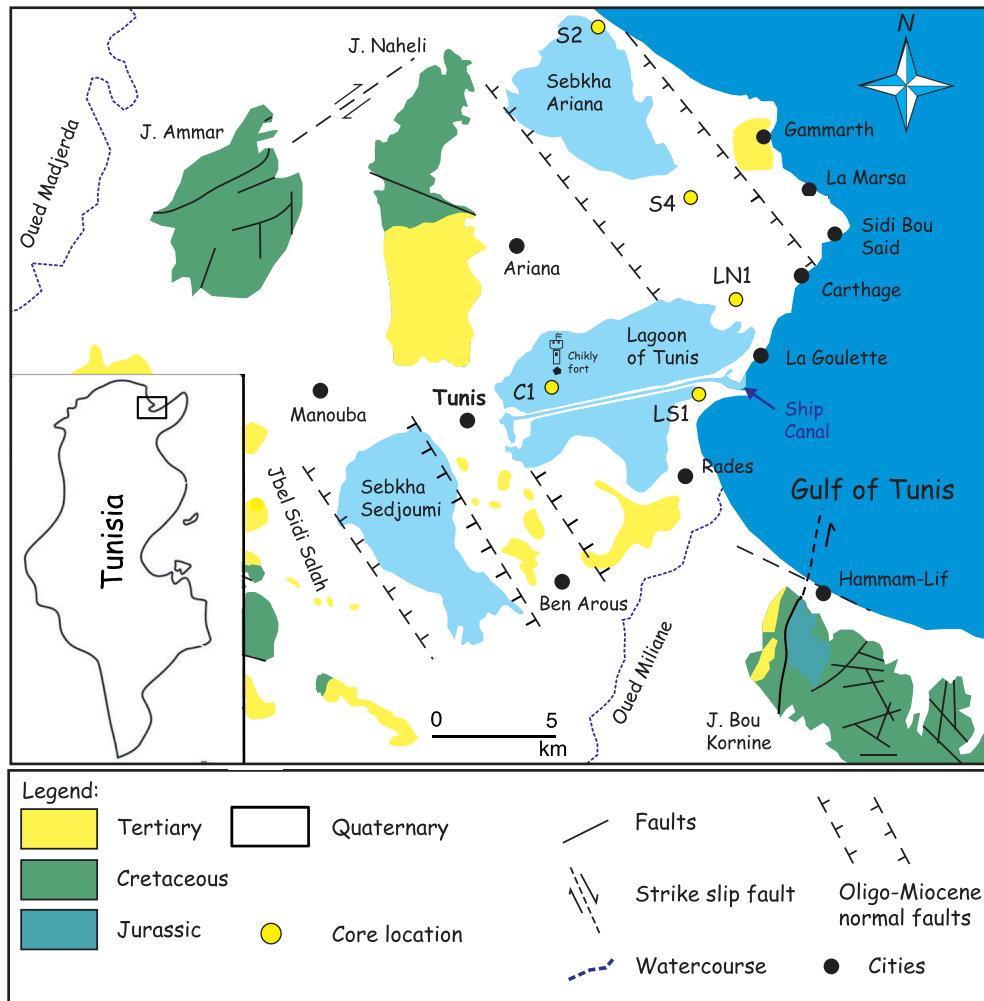 N
S2
J. Naheli
Sebkha
Ariana
J. Ammar
Gammarth
Oued Madjerda
La Marsa
S4
Sidi Bou
Said
Ariana
LN1
Carthage
Lagoon
of Tunis
Chikly
fort
La Goulette
C1
Tunis
Manouba
LS1
Ship
Canal
Rades
Sebkha
Sedjoumi
Gulf of Tunis
Jbel Sidi Salah
Tunisia
Hammam-Lif
Ben Arous
Oued Miliane
0 5
km
J. Bou
Kornine
Legend:
Tertiary
Quaternary
Faults
Cretaceous
Strike slip fault
Oligo-Miocene
normal faults
Jurassic
Core location
Watercourse
Cities